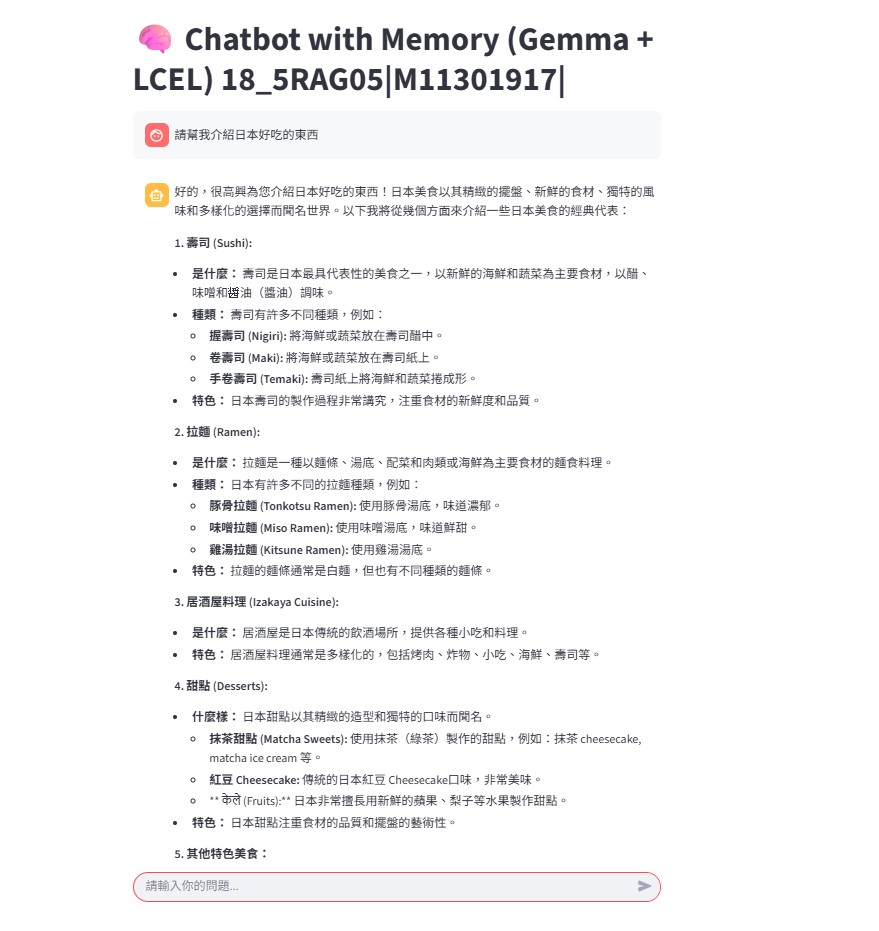 Chatbot with Memory (Gemma +
LCEL) 18_5RAG05|M11301917|
請幫我介紹日本好吃的東西
好的，很高興為您介紹日本好吃的東西！日本美食以其精緻的擺盤、新鮮的食材、獨特的風
味和多樣化的選擇而聞名世界。以下我將從幾個方面來介紹一些日本美食的經典代表：
1. 壽司 (Sushi):
是什麼： 壽司是日本最具代表性的美食之一，以新鮮的海鮮和蔬菜為主要食材，以醋、
味噌和醤油（醬油）調味。
種類： 壽司有許多不同種類，例如：
握壽司 (Nigiri): 將海鮮或蔬菜放在壽司醋中。
卷壽司 (Maki): 將海鮮或蔬菜放在壽司紙上。
手卷壽司 (Temaki): 壽司紙上將海鮮和蔬菜捲成形。
特色： 日本壽司的製作過程非常講究，注重食材的新鮮度和品質。
2. 拉麵 (Ramen):
是什麼： 拉麵是一種以麵條、湯底、配菜和肉類或海鮮為主要食材的麵食料理。
種類： 日本有許多不同的拉麵種類，例如：
豚骨拉麵 (Tonkotsu Ramen): 使用豚骨湯底，味道濃郁。
味噌拉麵 (Miso Ramen): 使用味噌湯底，味道鮮甜。
雞湯拉麵 (Kitsune Ramen): 使用雞湯湯底。
特色： 拉麵的麵條通常是白麵，但也有不同種類的麵條。
3. 居酒屋料理 (Izakaya Cuisine):
是什麼： 居酒屋是日本傳統的飲酒場所，提供各種小吃和料理。
特色： 居酒屋料理通常是多樣化的，包括烤肉、炸物、小吃、海鮮、壽司等。
4. 甜點 (Desserts):
什麼樣： 日本甜點以其精緻的造型和獨特的口味而聞名。
抹茶甜點 (Matcha Sweets): 使用抹茶（綠茶）製作的甜點，例如：抹茶 cheesecake,
matcha ice cream 等。
紅豆 Cheesecake: 傳統的日本紅豆 Cheesecake口味，非常美味。
** केले (Fruits):** 日本非常擅長用新鮮的蘋果、梨子等水果製作甜點。
特色： 日本甜點注重食材的品質和擺盤的藝術性。
5. 其他特色美食：
請輸入你的問題...